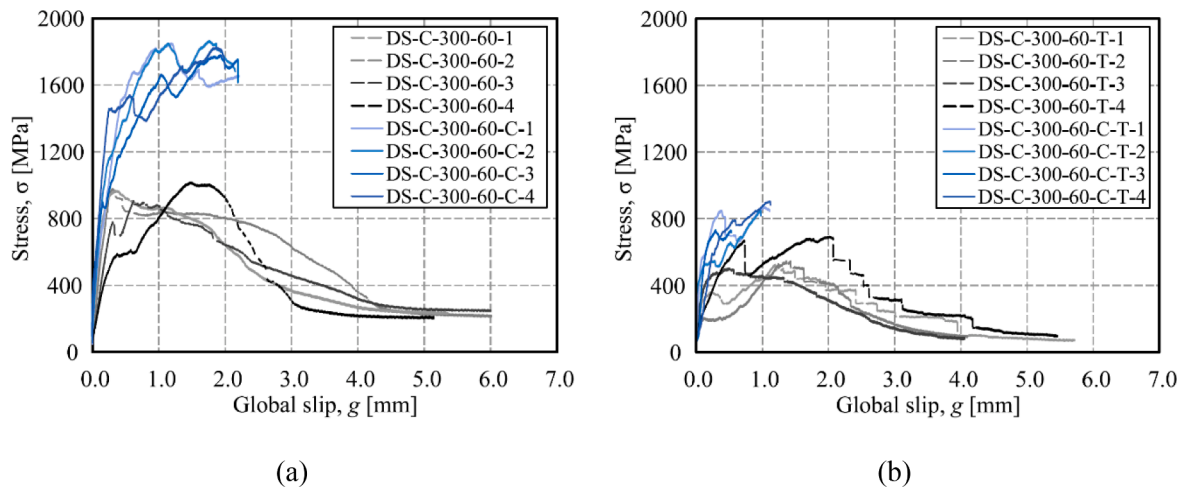 2000
1600
1200
800
400
0
Stress, σ [MPa]
DS-C-300-60-1
DS-C-300-60-2
DS-C-300-60-3
DS-C-300-60-4
DS-C-300-60-C-1
DS-C-300-60-C-2
DS-C-300-60-C-3
DS-C-300-60-C-4
0.0 1.0 2.0 3.0 4.0 5.0 6.0 7.0
Global slip, g [mm]
(a)
2000
1600
1200
800
400
0
Stress, σ [MPa]
DS-C-300-60-T-1
DS-C-300-60-T-2
DS-C-300-60-T-3
DS-C-300-60-T-4
DS-C-300-60-C-T-1
DS-C-300-60-C-T-2
DS-C-300-60-C-T-3
DS-C-300-60-C-T-4
0.0 1.0 2.0 3.0 4.0 5.0 6.0 7.0
Global slip, g [mm]
(b)